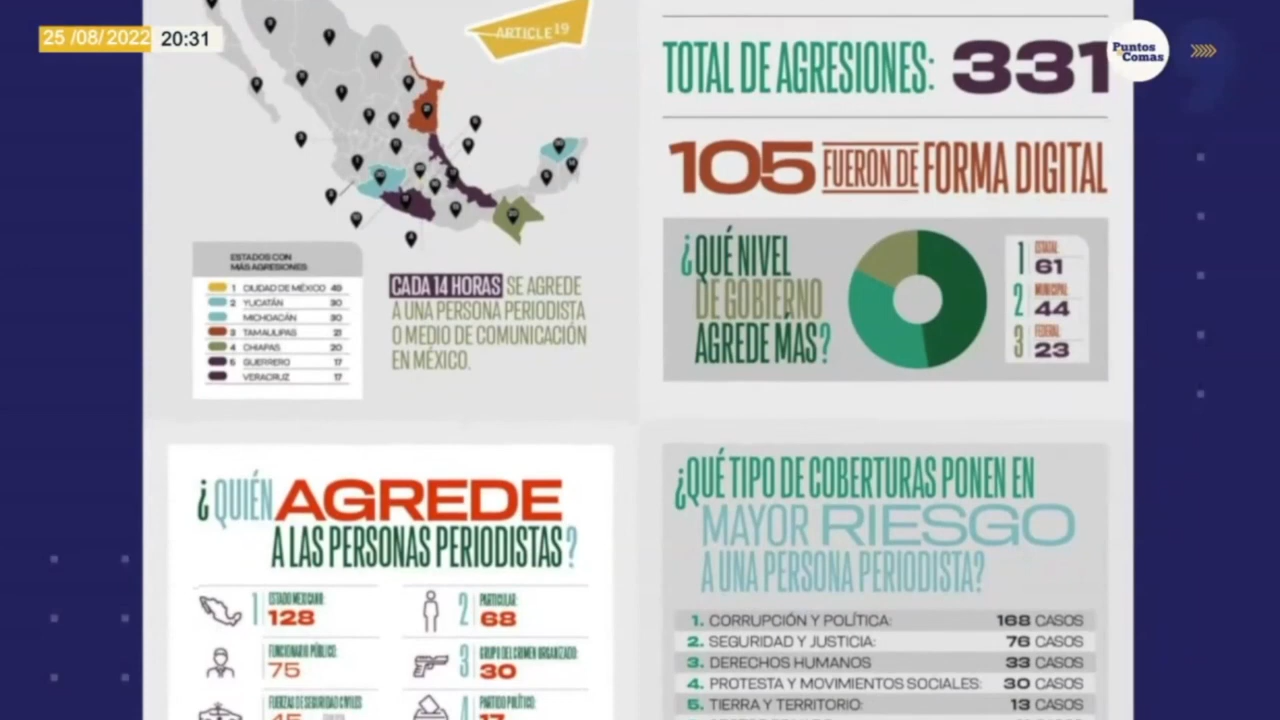 25 /08/2022 20:31
ARTICLE 19
Puntos
Comas
TOTAL DE AGRESIONES: 331
105 FUERON DE FORMA DIGITAL
ESTADOS CON
MÁS AGRESIONES:
1 CIUDAD DE MÉXICO 49
2 YUCATÁN 30
MICHOACÁN 30
3 TAMAULIPAS 21
4 CHIAPAS 20
5 GUERRERO 17
VERACRUZ 17
CADA 14 HORAS SE AGREDE
A UNA PERSONA PERIODISTA
O MEDIO DE COMUNICACIÓN
EN MÉXICO.
¿QUÉ NIVEL
DE GOBIERNO
AGREDE MÁS?
1 ESTATAL: 61
2 MUNICIPAL: 44
3 FEDERAL: 23
¿QUIÉN AGREDE
A LAS PERSONAS PERIODISTAS?
1 ESTADO MEXICANO: 128
2 PARTICULAR: 68
FUNCIONARIO PÚBLICO: 75
3 GRUPO DEL CRIMEN ORGANIZADO: 30
FUERZAS DE SEGURIDAD CIVILES
45
4 PARTIDO POLÍTICO:
17
¿QUÉ TIPO DE COBERTURAS PONEN EN
MAYOR RIESGO
A UNA PERSONA PERIODISTA?
1. CORRUPCIÓN Y POLÍTICA: 168 CASOS
2. SEGURIDAD Y JUSTICIA: 76 CASOS
3. DERECHOS HUMANOS 33 CASOS
4. PROTESTA Y MOVIMIENTOS SOCIALES: 30 CASOS
5. TIERRA Y TERRITORIO: 13 CASOS